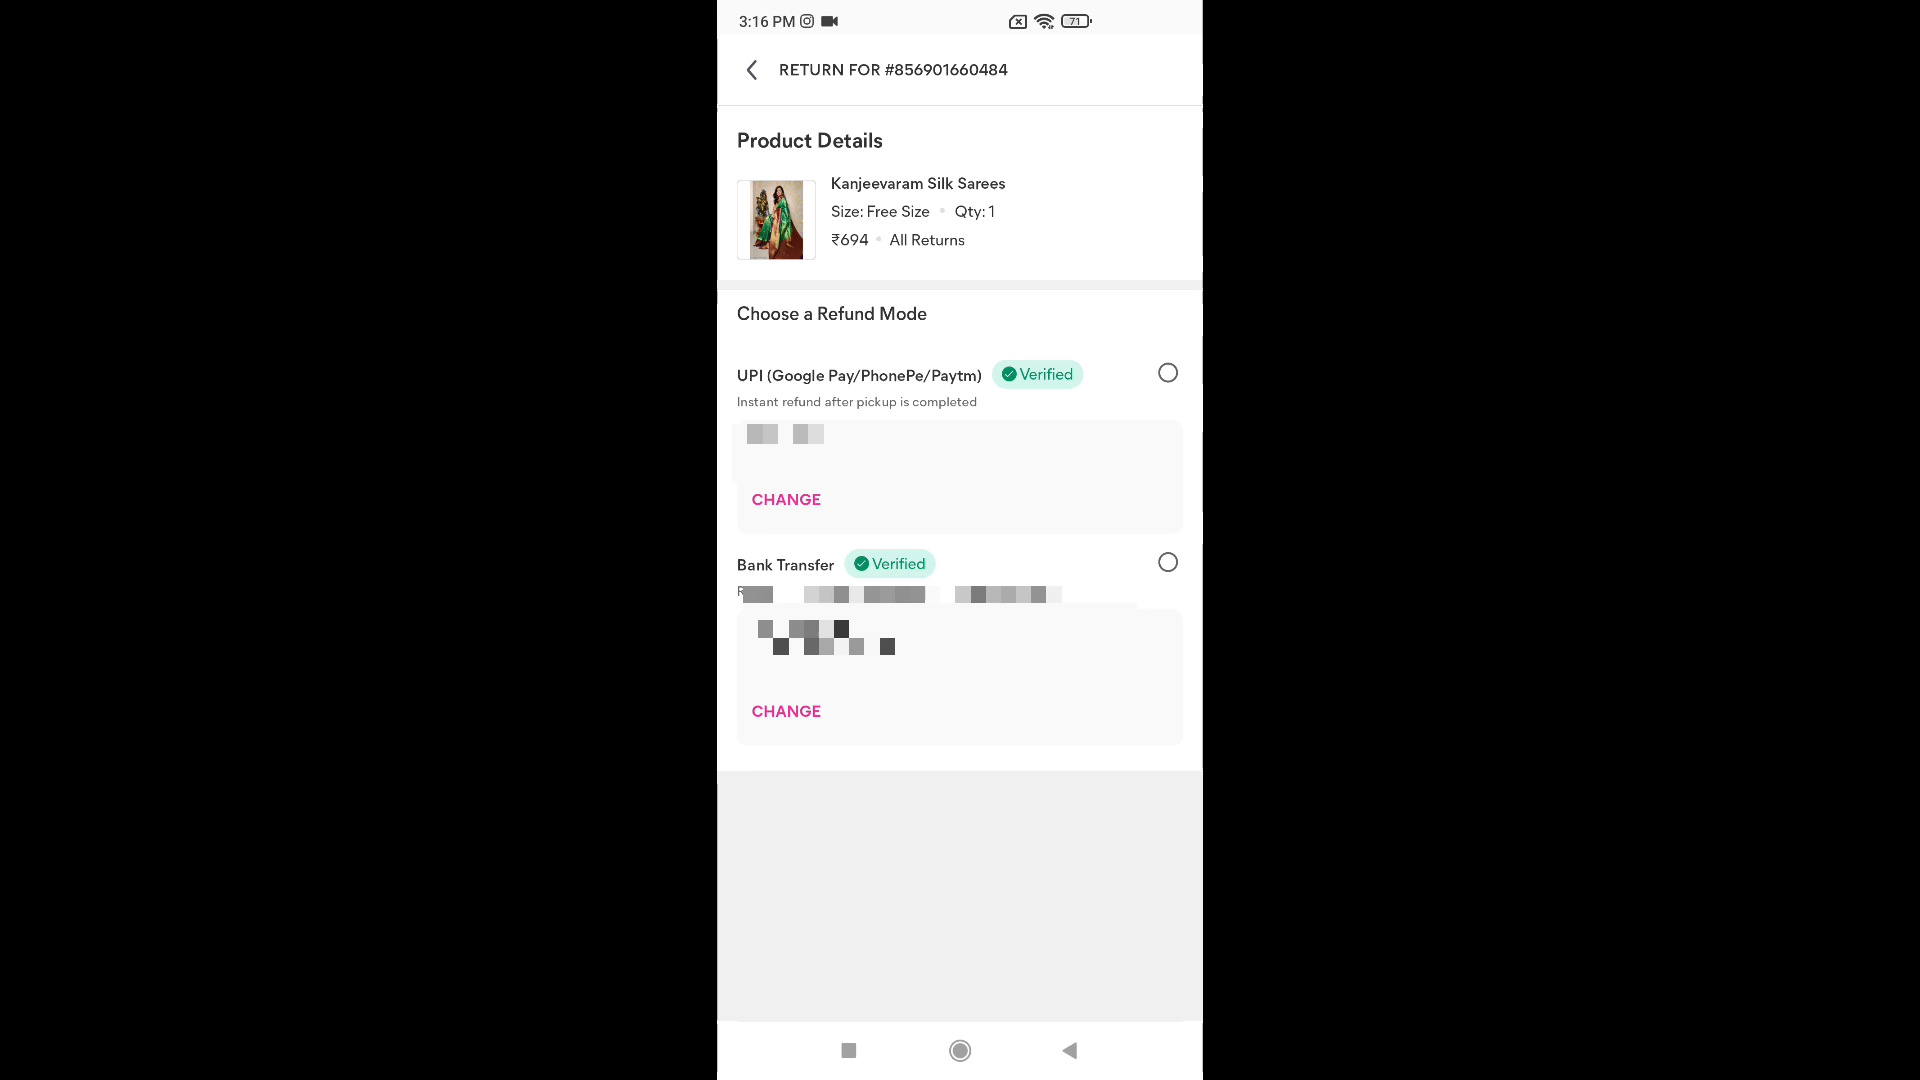 3:16 PM
71
RETURN FOR #856901660484
Product Details
Kanjeevaram Silk Sarees
Size: Free Size • Qty: 1
₹694 • All Returns
Choose a Refund Mode
UPI (Google Pay/PhonePe/Paytm) Verified
Instant refund after pickup is completed
CHANGE
Bank Transfer Verified
CHANGE